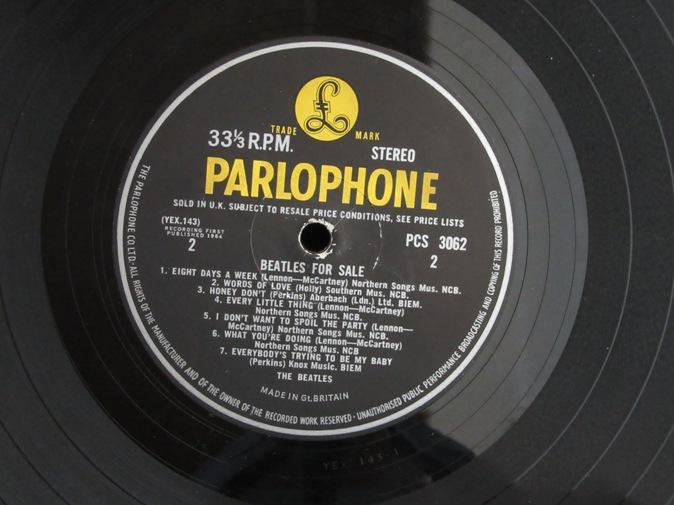 £
TRADE MARK
33⅓ R.P.M.
STEREO
PARLOPHONE
SOLD IN U.K. SUBJECT TO RESALE PRICE CONDITIONS, SEE PRICE LISTS
(YEX.143)
RECORDING FIRST
PUBLISHED 1964
2
PCS 3062
2
BEATLES FOR SALE
1. EIGHT DAYS A WEEK (Lennon—McCartney) Northern Songs Mus. NCB.
2. WORDS OF LOVE (Holly) Southern Mus. NCB.
3. HONEY DON'T (Perkins) Aberbach (Ldn.) Ltd. BIEM.
4. EVERY LITTLE THING (Lennon—McCartney)
Northern Songs Mus. NCB.
5. I DON'T WANT TO SPOIL THE PARTY (Lennon—
McCartney) Northern Songs Mus. NCB.
6. WHAT YOU'RE DOING (Lennon—McCartney)
Northern Songs Mus. NCB
7. EVERYBODY'S TRYING TO BE MY BABY
(Perkins) Knox Music. BIEM
THE BEATLES
MADE IN Gt. BRITAIN
THE PARLOPHONE CO. LTD.· ALL RIGHTS OF THE MANUFACTURER AND OF THE OWNER OF THE RECORDED WORK RESERVED · UNAUTHORISED PUBLIC PERFORMANCE BROADCASTING AND COPYING OF THIS RECORD PROHIBITED
YEX 143-1